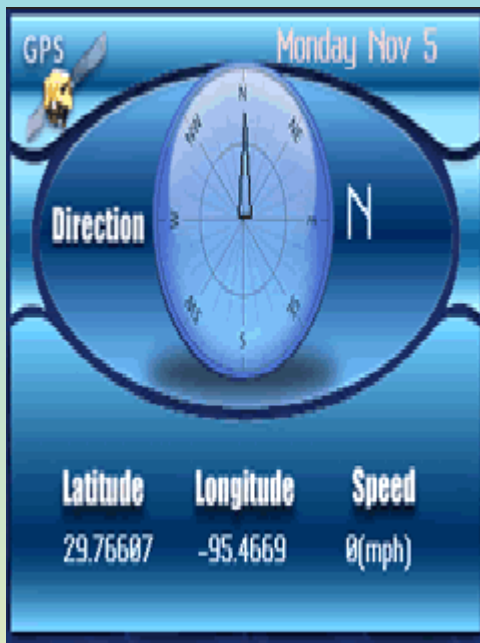 GPS
Monday Nov 5
N
NW
NE
Direction
W
E
N
SW
SE
S
Latitude Longitude Speed
29.76607 -95.4669 0(mph)